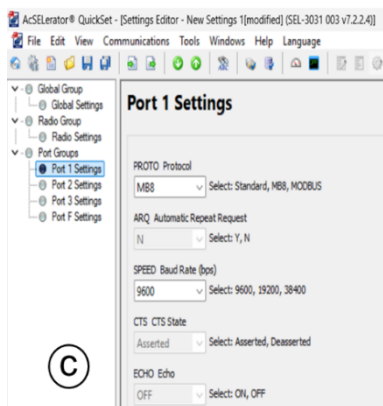 AcSELerator® QuickSet - [Settings Editor - New Settings 1[modified] (SEL-3031 003 v7.2.2.4)]
File Edit View Communications Tools Windows Help Language
Global Group
Global Settings
Radio Group
Radio Settings
Port Groups
Port 1 Settings
Port 2 Settings
Port 3 Settings
Port F Settings
Port 1 Settings
PROTO Protocol
MB8 Select: Standard, MB8, MODBUS
ARQ Automatic Repeat Request
N Select: Y, N
SPEED Baud Rate (bps)
9600 Select: 9600, 19200, 38400
CTS CTS State
Asserted Select: Asserted, Deasserted
ECHO Echo
OFF Select: ON, OFF
C